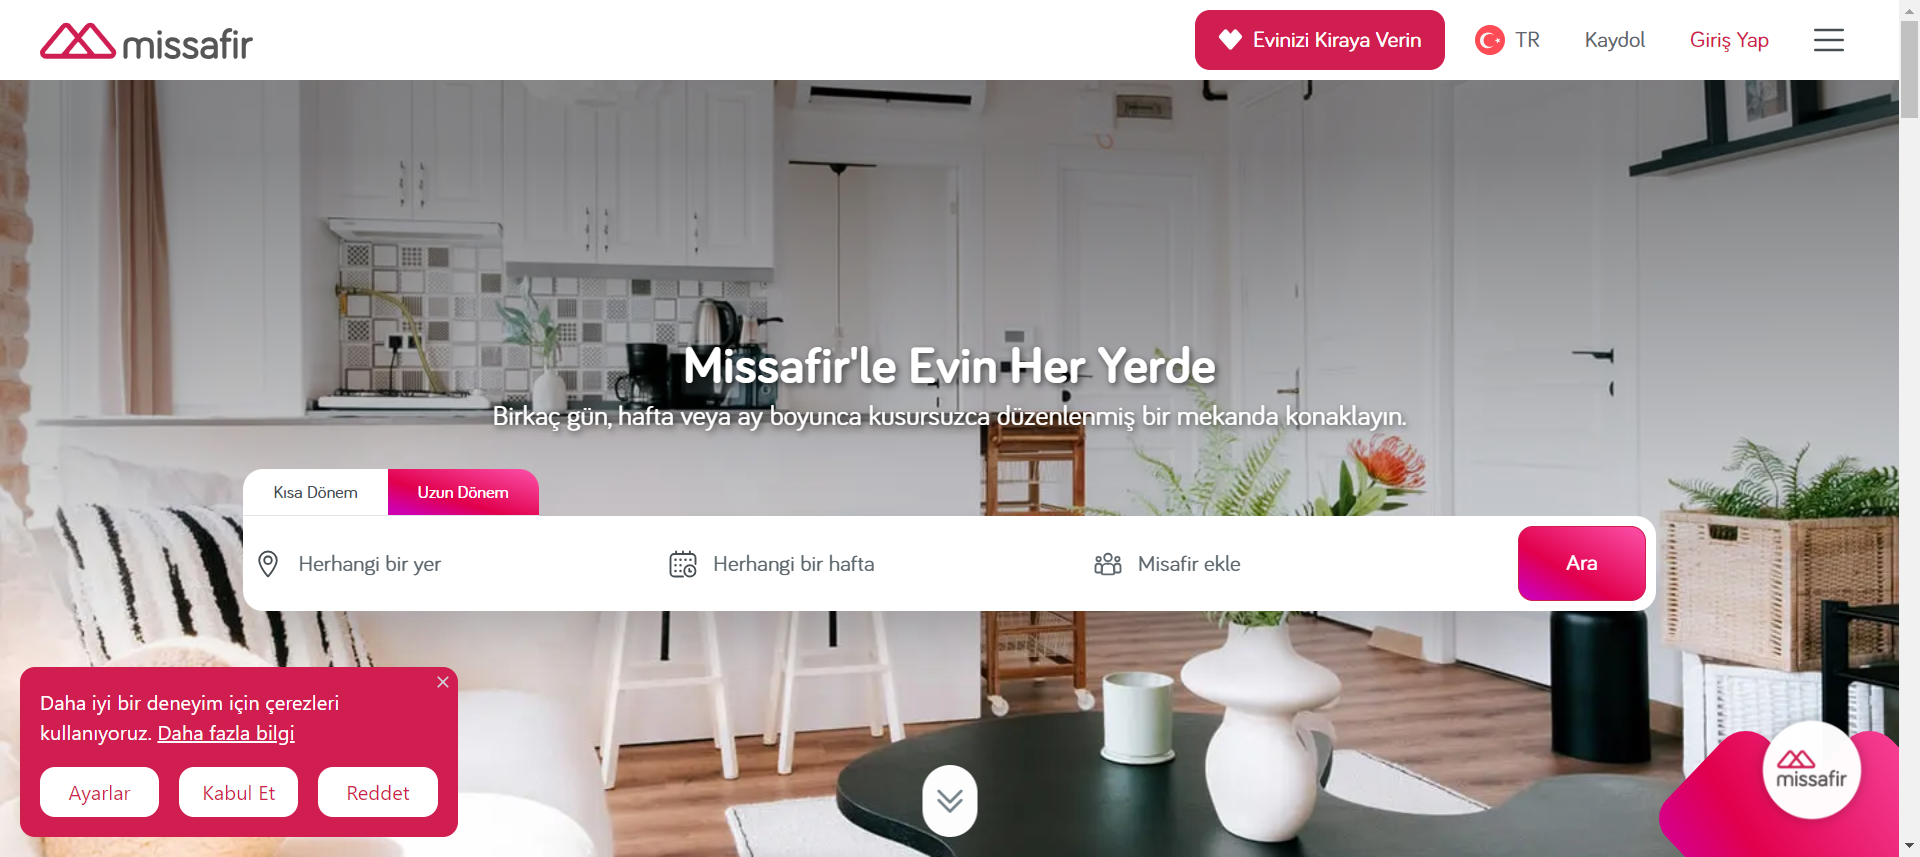 missafir
Evinizi Kiraya Verin
TR
Kaydol
Giriş Yap
Missafir'le Evin Her Yerde
Birkaç gün, hafta veya ay boyunca kusursuzca düzenlenmiş bir mekanda konaklayın.
Kısa Dönem
Uzun Dönem
Herhangi bir yer
Herhangi bir hafta
Misafir ekle
Ara
Daha iyi bir deneyim için çerezleri
kullanıyoruz. Daha fazla bilgi
Ayarlar
Kabul Et
Reddet
missafir